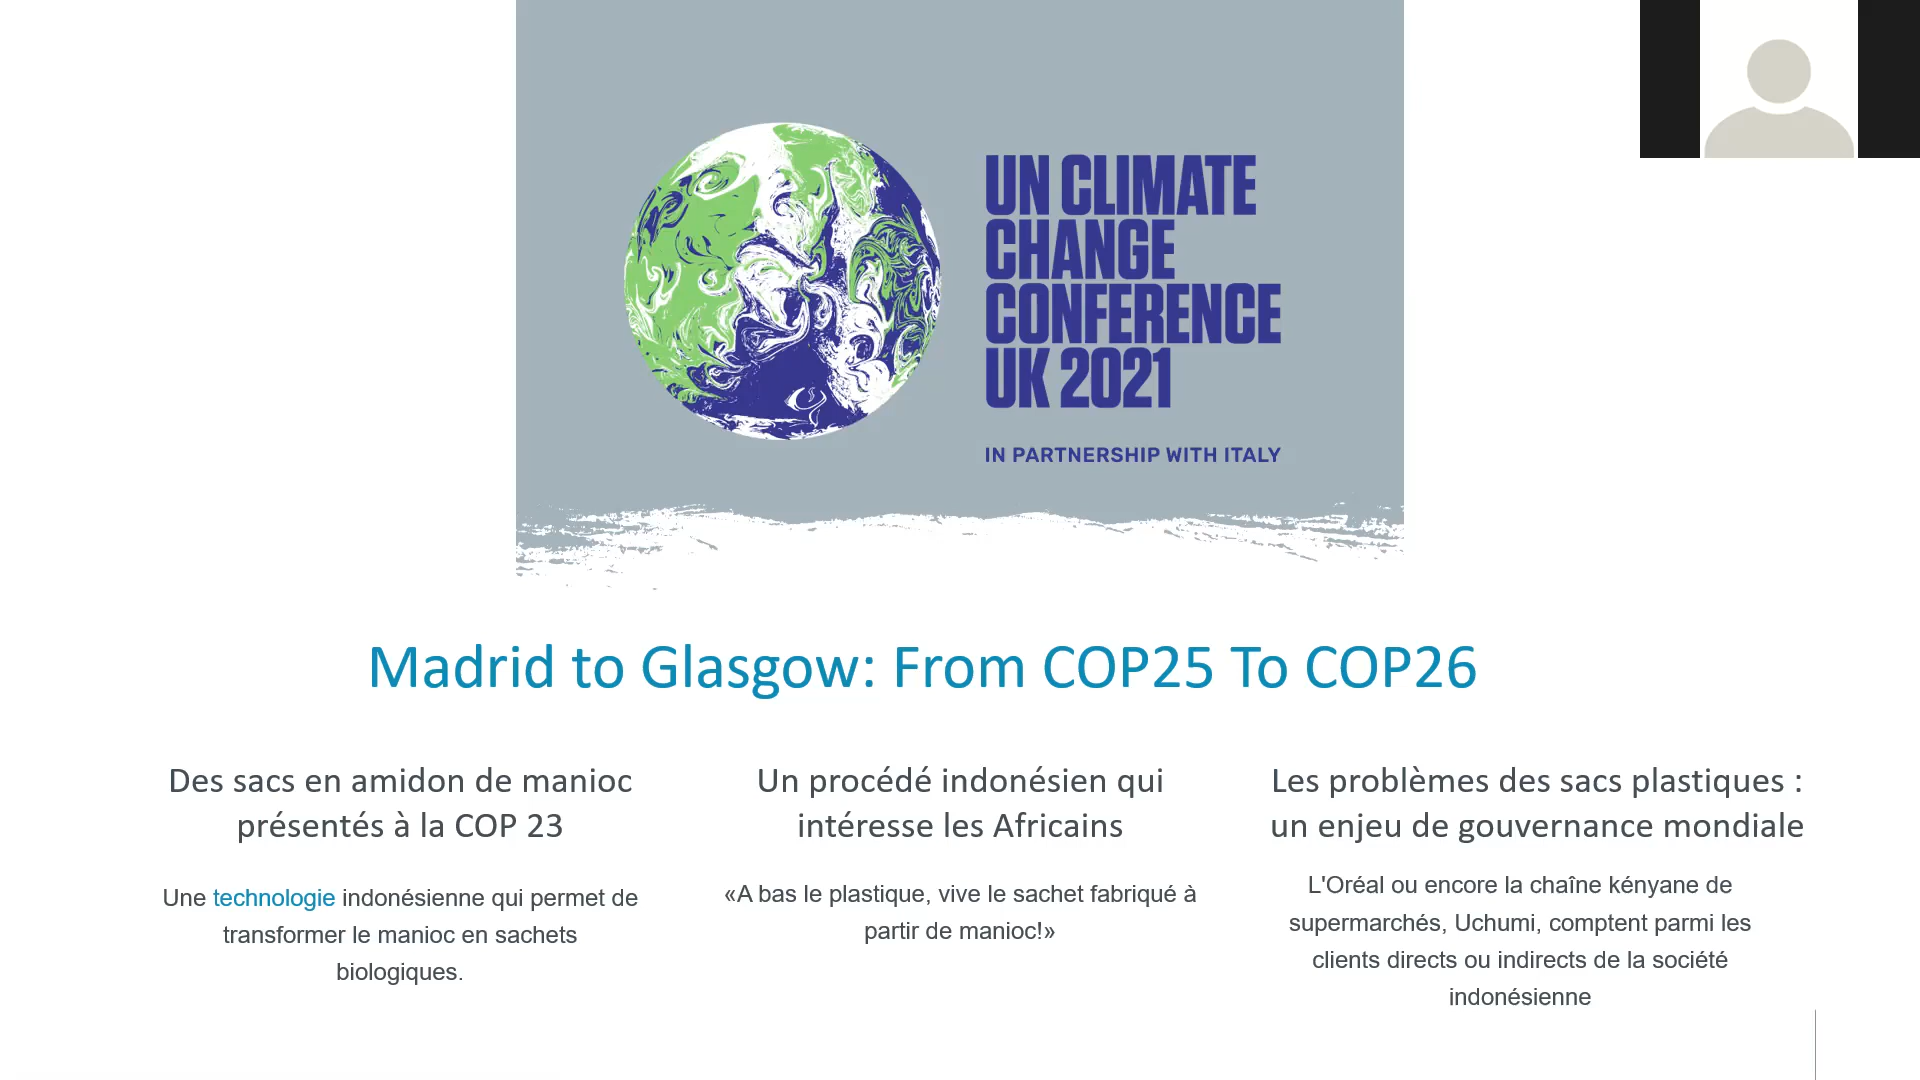 UN CLIMATE
CHANGE
CONFERENCE
UK 2021
IN PARTNERSHIP WITH ITALY
Madrid to Glasgow: From COP25 To COP26
Des sacs en amidon de manioc
présentés à la COP 23
Une technologie indonésienne qui permet de
transformer le manioc en sachets
biologiques.
Un procédé indonésien qui
intéresse les Africains
«A bas le plastique, vive le sachet fabriqué à
partir de manioc!»
Les problèmes des sacs plastiques :
un enjeu de gouvernance mondiale
L'Oréal ou encore la chaîne kényane de
supermarchés, Uchumi, comptent parmi les
clients directs ou indirects de la société
indonésienne